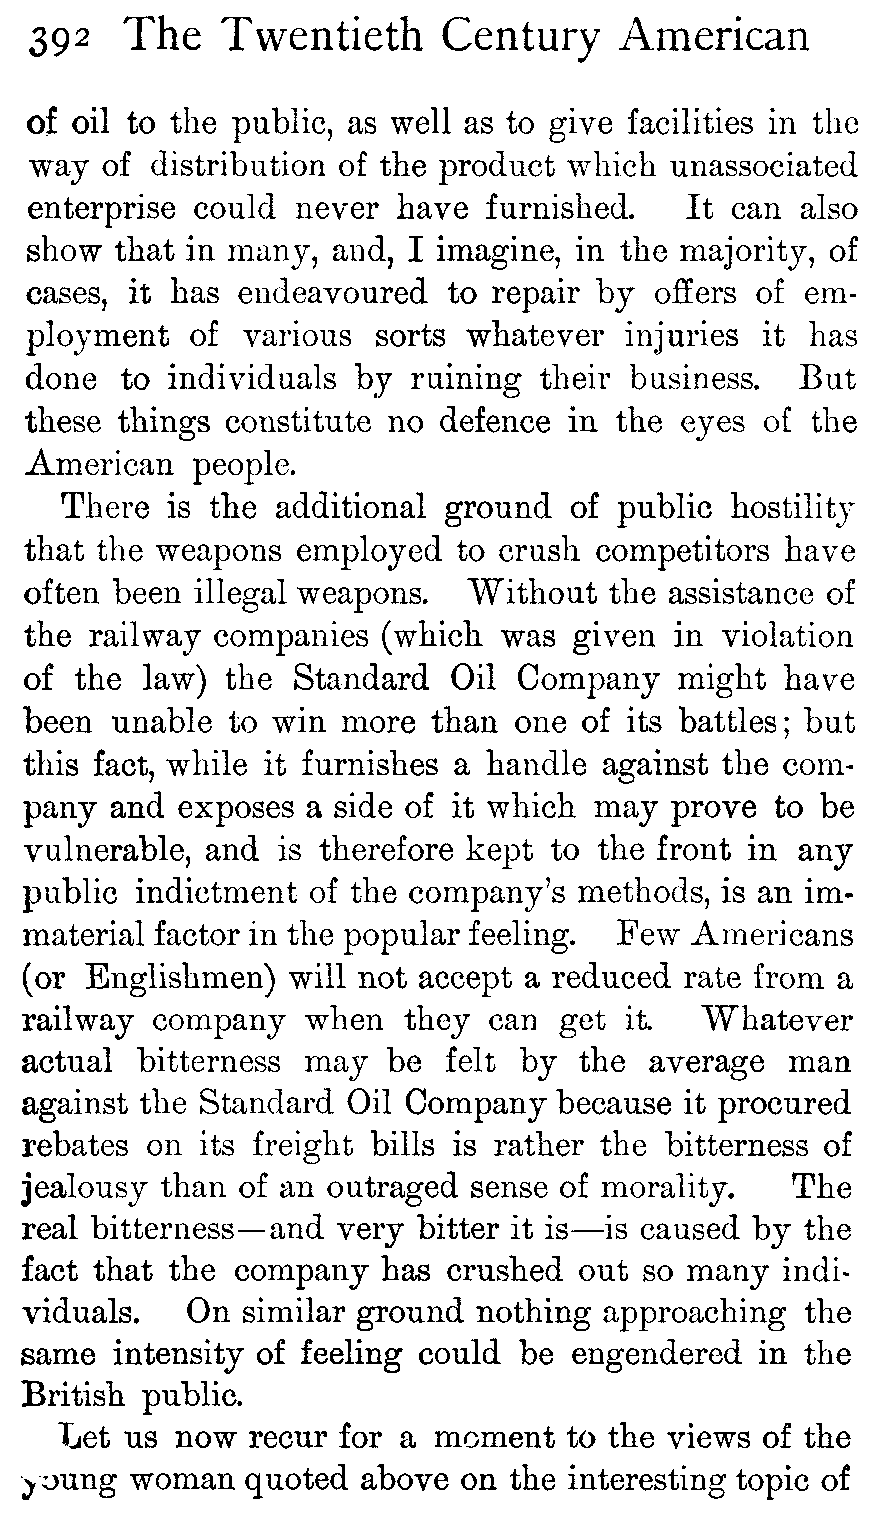 392 The Twentieth Century American
of oil to the public, as well as to give facilities in the
way of distribution of the product which unassociated
enterprise could never have furnished. It can also
show that in many, and, I imagine, in the majority, of
cases, it has endeavoured to repair by offers of em-
ployment of various sorts whatever injuries it has
done to individuals by ruining their business. But
these things constitute no defence in the eyes of the
American people.
There is the additional ground of public hostility
that the weapons employed to crush competitors have
often been illegal weapons. Without the assistance of
the railway companies (which was given in violation
of the law) the Standard Oil Company might have
been unable to win more than one of its battles; but
this fact, while it furnishes a handle against the com-
pany and exposes a side of it which may prove to be
vulnerable, and is therefore kept to the front in any
public indictment of the company's methods, is an im-
material factor in the popular feeling. Few Americans
(or Englishmen) will not accept a reduced rate from a
railway company when they can get it. Whatever
actual bitterness may be felt by the average man
against the Standard Oil Company because it procured
rebates on its freight bills is rather the bitterness of
jealousy than of an outraged sense of morality. The
real bitterness—and very bitter it is—is caused by the
fact that the company has crushed out so many indi-
viduals. On similar ground nothing approaching the
same intensity of feeling could be engendered in the
British public.
Let us now recur for a moment to the views of the
young woman quoted above on the interesting topic of